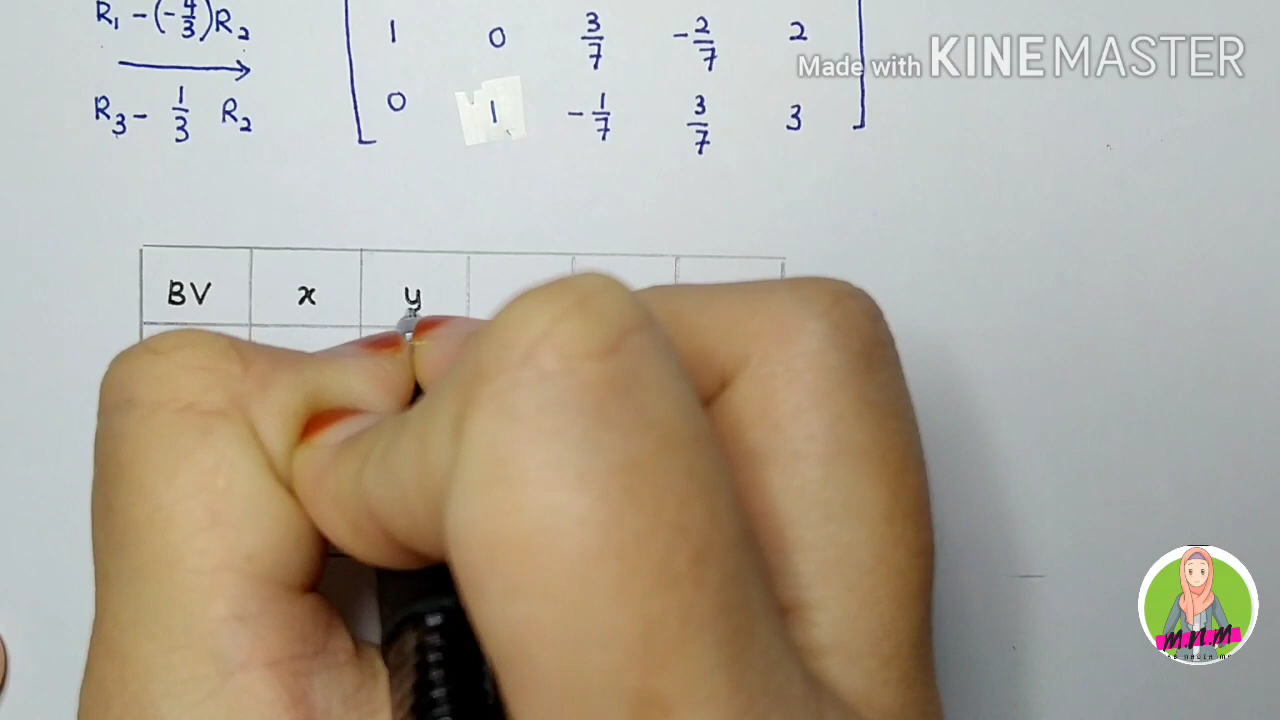 R₁ - (-4/3)R₂
R₃ - 1/3 R₂
1 0 3/7 -2/7 2
0 1 -1/7 3/7 3
Made with KINEMASTER
BV x y
M.N.M